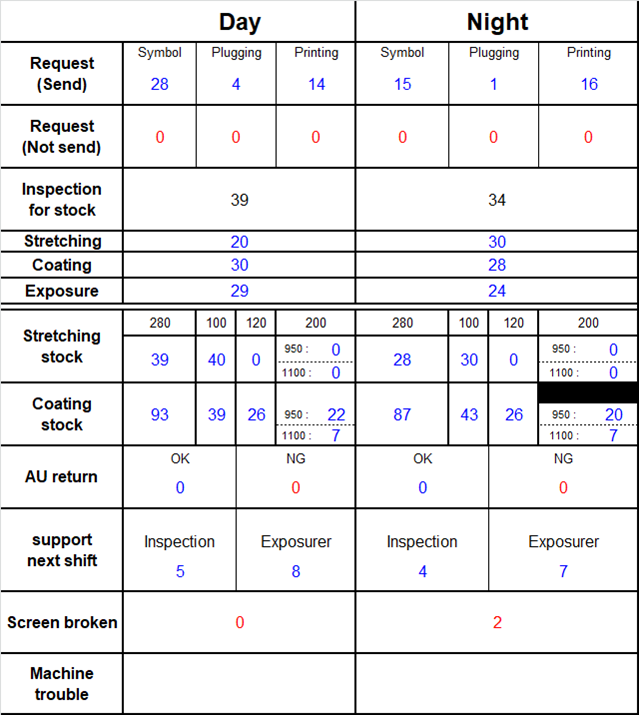 Day Night
Request (Send) Symbol Plugging Printing Symbol Plugging Printing
28 4 14 15 1 16
Request (Not send) 0 0 0 0 0 0
Inspection for stock 39 34
Stretching 20 30
Coating 30 28
Exposure 29 24
Stretching stock 280 100 120 200 280 100 120 200
39 40 0 950 : 0 28 30 0 950 : 0
1100 : 0 1100 : 0
Coating stock 93 39 26 950 : 22 87 43 26 950 : 20
1100 : 7 1100 : 7
AU return OK NG OK NG
0 0 0 0
support next shift Inspection Exposurer Inspection Exposurer
5 8 4 7
Screen broken 0 2
Machine trouble